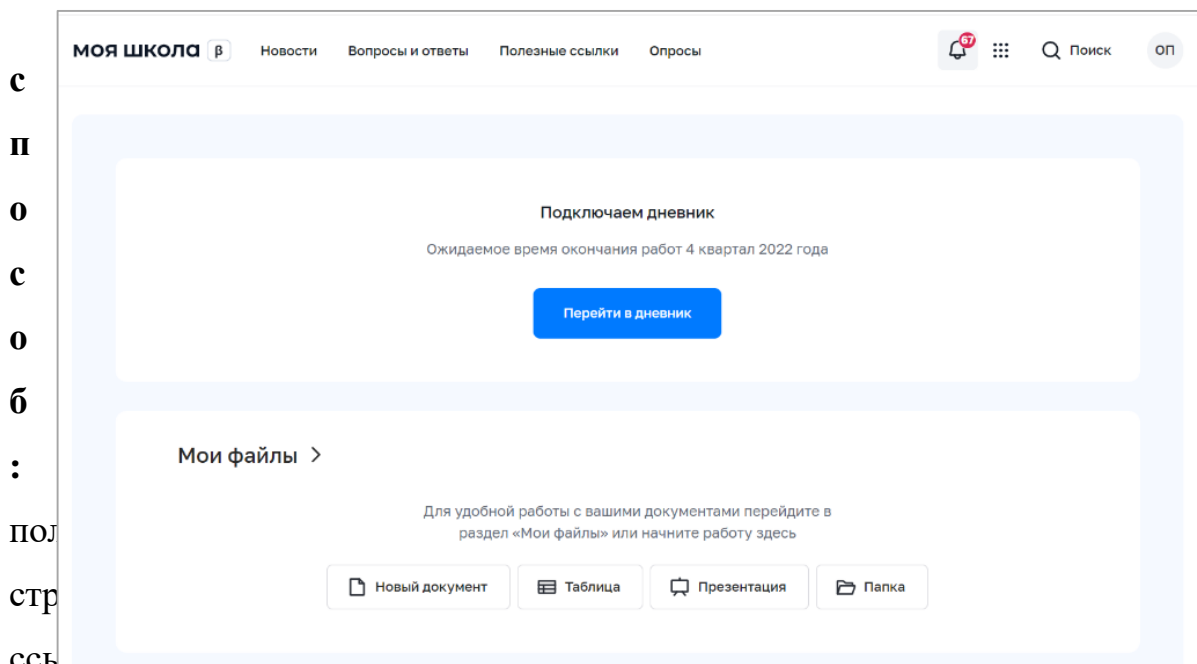 моя школа β Новости Вопросы и ответы Полезные ссылки Опросы 67 Поиск ОП
с
п
о
с
о
б
:
Подключаем дневник
Ожидаемое время окончания работ 4 квартал 2022 года
Перейти в дневник
Мои файлы >
Для удобной работы с вашими документами перейдите в
раздел «Мои файлы» или начните работу здесь
Новый документ Таблица Презентация Папка